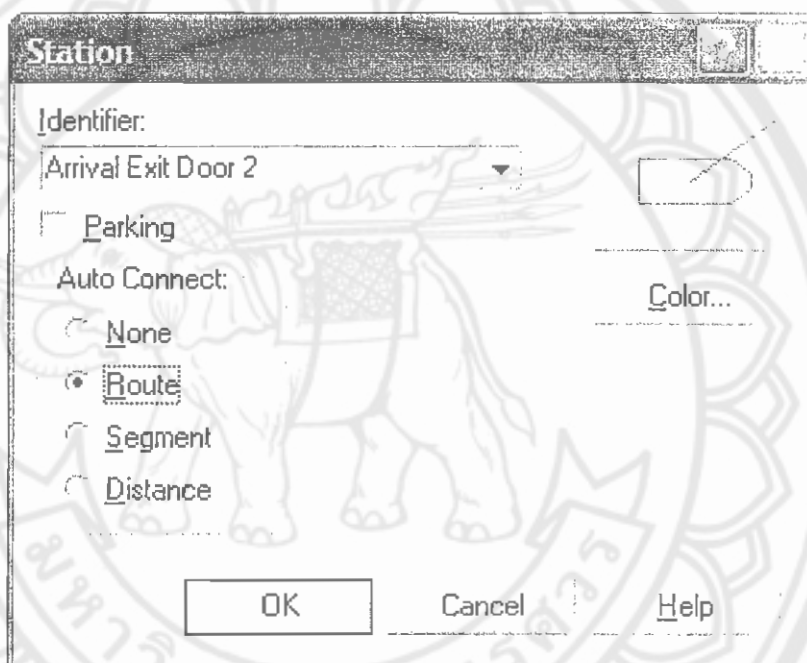 Station
Identifier:
Arrival Exit Door 2
Parking
Auto Connect:
None
Route
Segment
Distance
Color...
OK
Cancel
Help